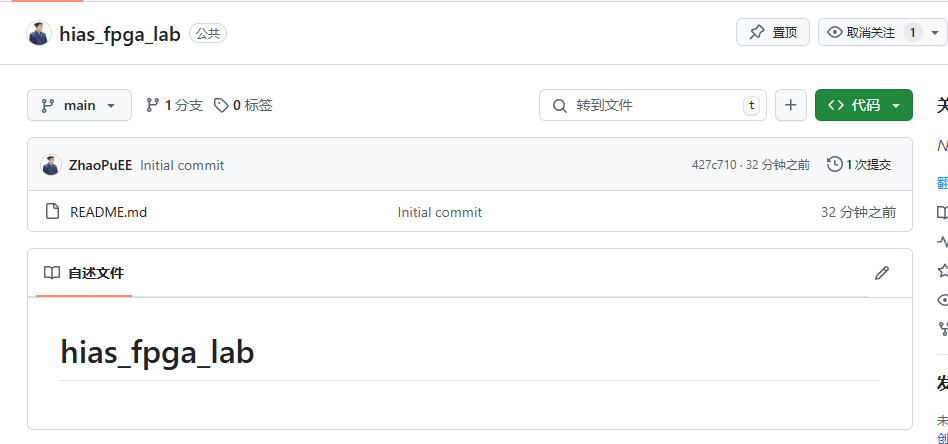 hias_fpga_lab 公共 置顶 取消关注 1
main 1 分支 0 标签 转到文件 t 代码
ZhaoPuEE Initial commit 427c710 · 32 分钟之前 1 次提交
README.md Initial commit 32 分钟之前
自述文件
hias_fpga_lab